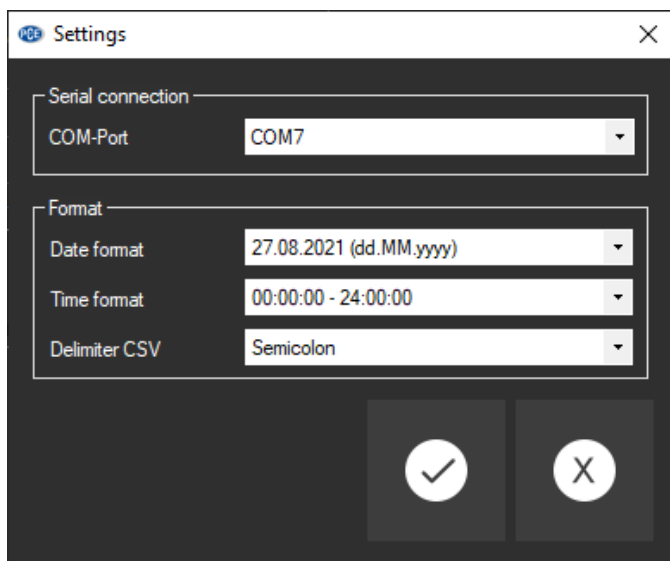 PCE Settings
Serial connection
COM-Port COM7
Format
Date format 27.08.2021 (dd.MM.yyyy)
Time format 00:00:00 - 24:00:00
Delimiter CSV Semicolon
X